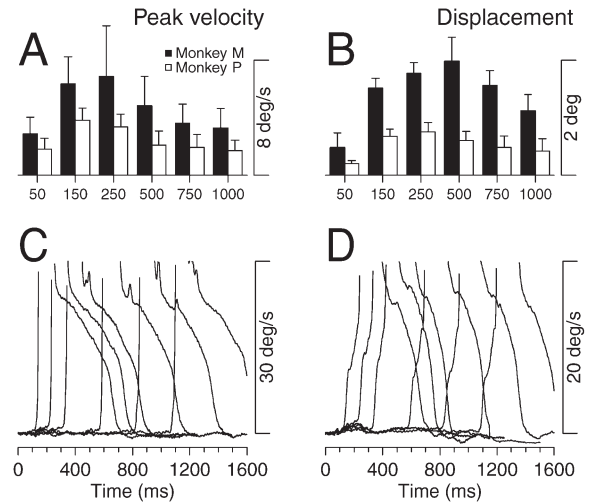 Peak velocity
Displacement
A
B
Monkey M
Monkey P
8 deg/s
2 deg
50 150 250 500 750 1000
50 150 250 500 750 1000
C
D
30 deg/s
20 deg/s
0 400 800 1200 1600
0 400 800 1200 1600
Time (ms)
Time (ms)